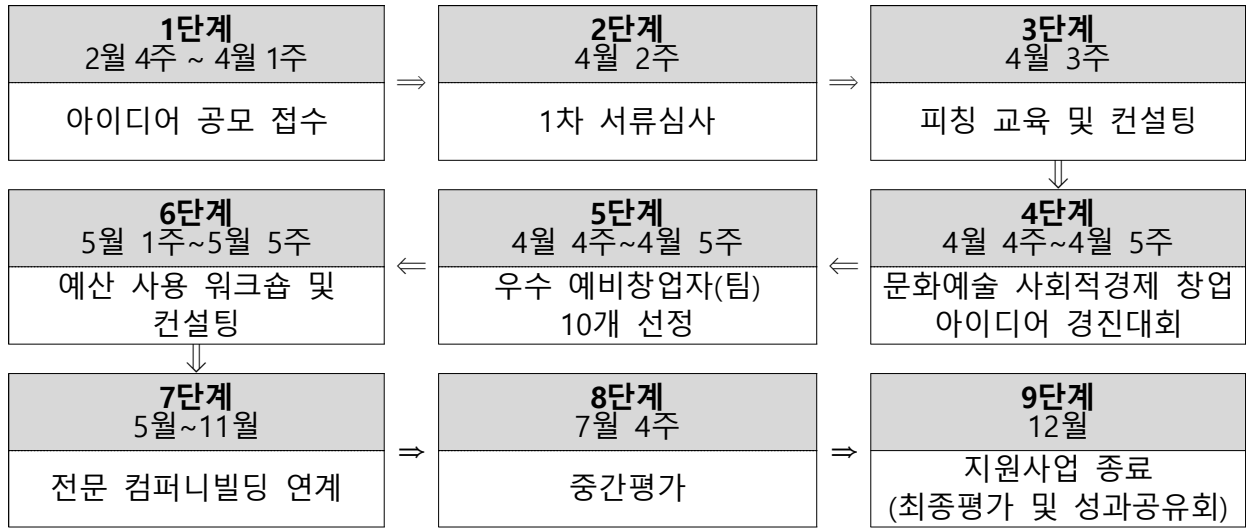 1단계
2월 4주 ~ 4월 1주
아이디어 공모 접수
⇒
2단계
4월 2주
1차 서류심사
⇒
3단계
4월 3주
피칭 교육 및 컨설팅
⇓
4단계
4월 4주~4월 5주
문화예술 사회적경제 창업
아이디어 경진대회
⇐
5단계
4월 4주~4월 5주
우수 예비창업자(팀)
10개 선정
⇐
6단계
5월 1주~5월 5주
예산 사용 워크숍 및
컨설팅
⇓
7단계
5월~11월
전문 컴퍼니빌딩 연계
⇒
8단계
7월 4주
중간평가
⇒
9단계
12월
지원사업 종료
(최종평가 및 성과공유회)